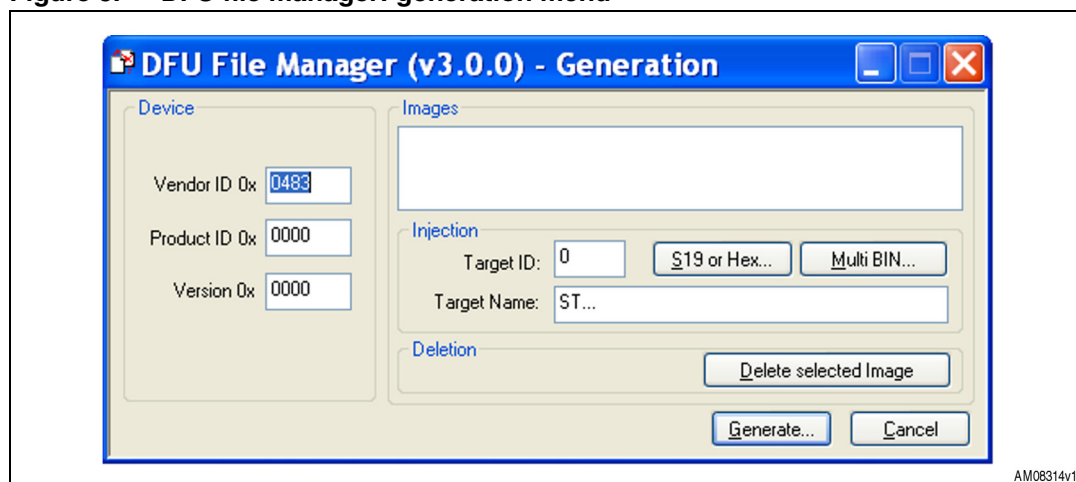 DFU File Manager (v3.0.0) - Generation
Device
Vendor ID 0x 0483
Product ID 0x 0000
Version 0x 0000
Images
Injection
Target ID: 0 S19 or Hex... Multi BIN...
Target Name: ST...
Deletion
Delete selected Image
Generate... Cancel
AM08314v1